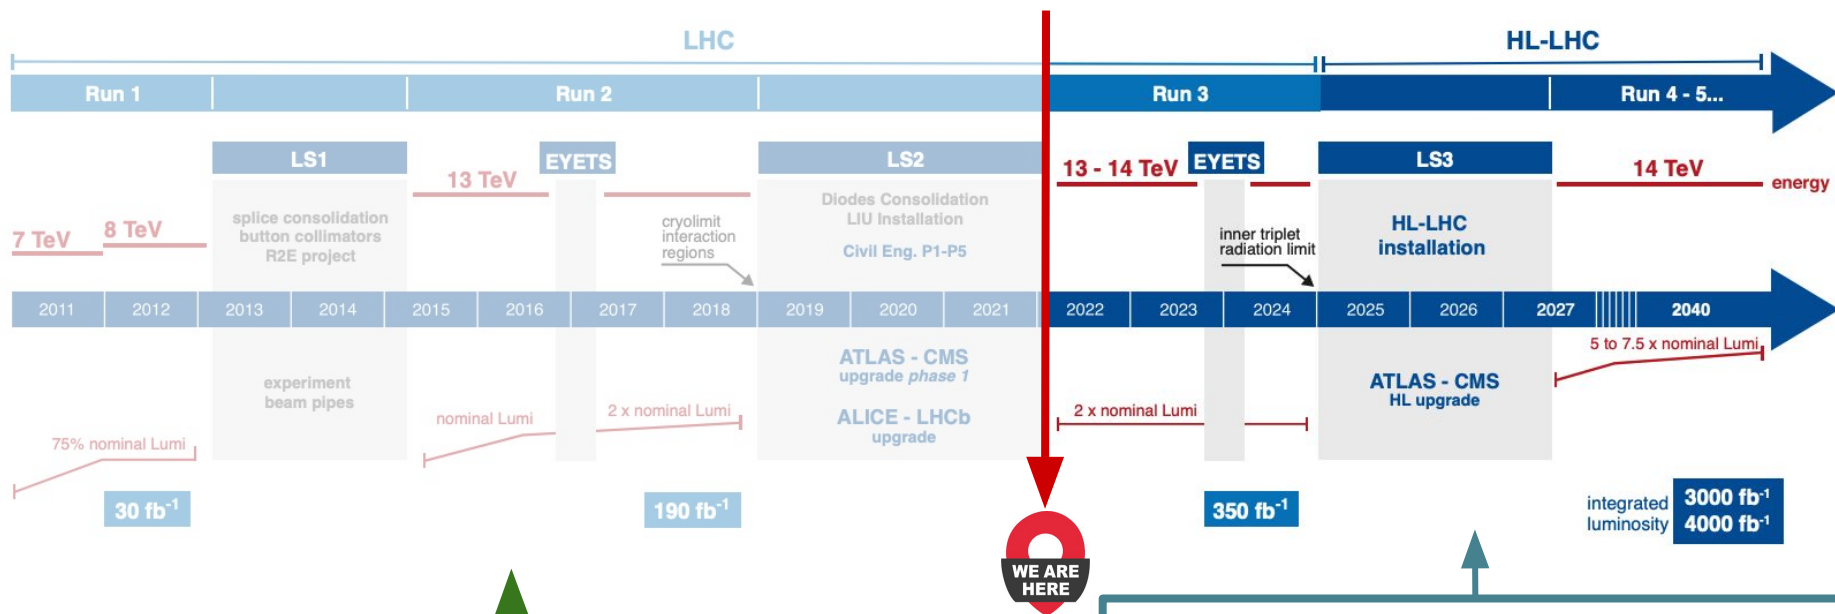 LHC
HL-LHC
Run 1
Run 2
Run 3
Run 4 - 5...
LS1
EYETS
LS2
EYETS
LS3
13 TeV
13 - 14 TeV
14 TeV
energy
7 TeV
8 TeV
splice consolidation
button collimators
R2E project
cryolimit
interaction
regions
Diodes Consolidation
LIU Installation
Civil Eng. P1-P5
inner triplet
radiation limit
HL-LHC
installation
2011
2012
2013
2014
2015
2016
2017
2018
2019
2020
2021
2022
2023
2024
2025
2026
2027
2040
5 to 7.5 x nominal Lumi
experiment
beam pipes
ATLAS - CMS
upgrade phase 1
ALICE - LHCb
upgrade
ATLAS - CMS
HL upgrade
75% nominal Lumi
nominal Lumi
2 x nominal Lumi
2 x nominal Lumi
30 fb-1
190 fb-1
350 fb-1
integrated
luminosity
3000 fb-1
4000 fb-1
WE ARE
HERE